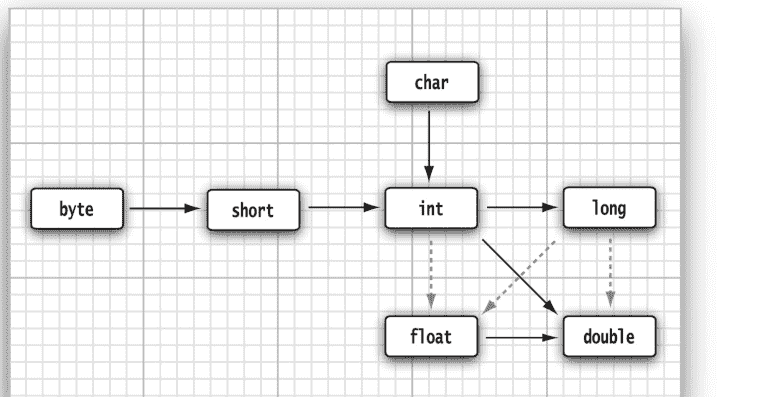 char
byte
short
int
long
float
double